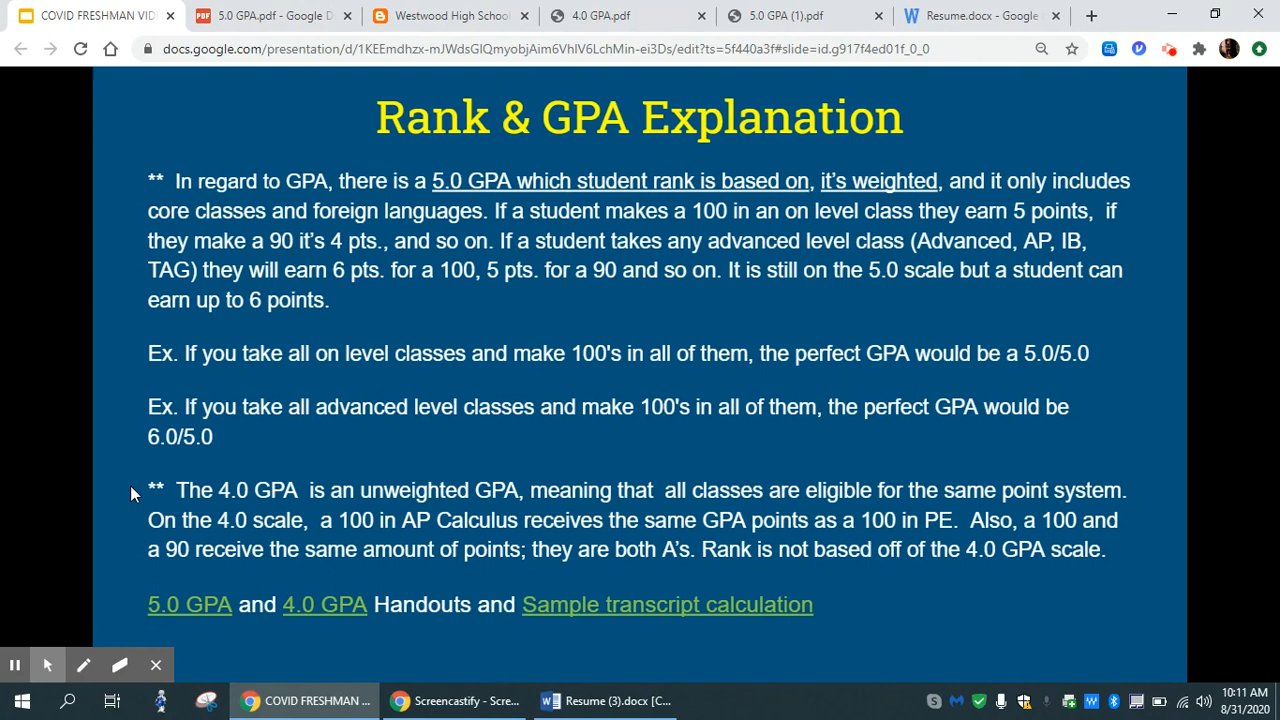 COVID FRESHMAN VID
5.0 GPA.pdf - Google D
Westwood High School
4.0 GPA.pdf
5.0 GPA (1).pdf
Resume.docx - Google
docs.google.com/presentation/d/1KEEmdhzx-mJWdsGlQmyobjAim6VhIV6LchMin-ei3Ds/edit?ts=5f440a3f#slide=id.g917f4ed01f_0_0
Rank & GPA Explanation
** In regard to GPA, there is a 5.0 GPA which student rank is based on, it's weighted, and it only includes
core classes and foreign languages. If a student makes a 100 in an on level class they earn 5 points, if
they make a 90 it's 4 pts., and so on. If a student takes any advanced level class (Advanced, AP, IB,
TAG) they will earn 6 pts. for a 100, 5 pts. for a 90 and so on. It is still on the 5.0 scale but a student can
earn up to 6 points.
Ex. If you take all on level classes and make 100's in all of them, the perfect GPA would be a 5.0/5.0
Ex. If you take all advanced level classes and make 100's in all of them, the perfect GPA would be
6.0/5.0
** The 4.0 GPA is an unweighted GPA, meaning that all classes are eligible for the same point system.
On the 4.0 scale, a 100 in AP Calculus receives the same GPA points as a 100 in PE. Also, a 100 and
a 90 receive the same amount of points; they are both A's. Rank is not based off of the 4.0 GPA scale.
5.0 GPA and 4.0 GPA Handouts and Sample transcript calculation
COVID FRESHMAN ...
Screencastify - Scre...
Resume (3).docx [C...
10:11 AM
8/31/2020